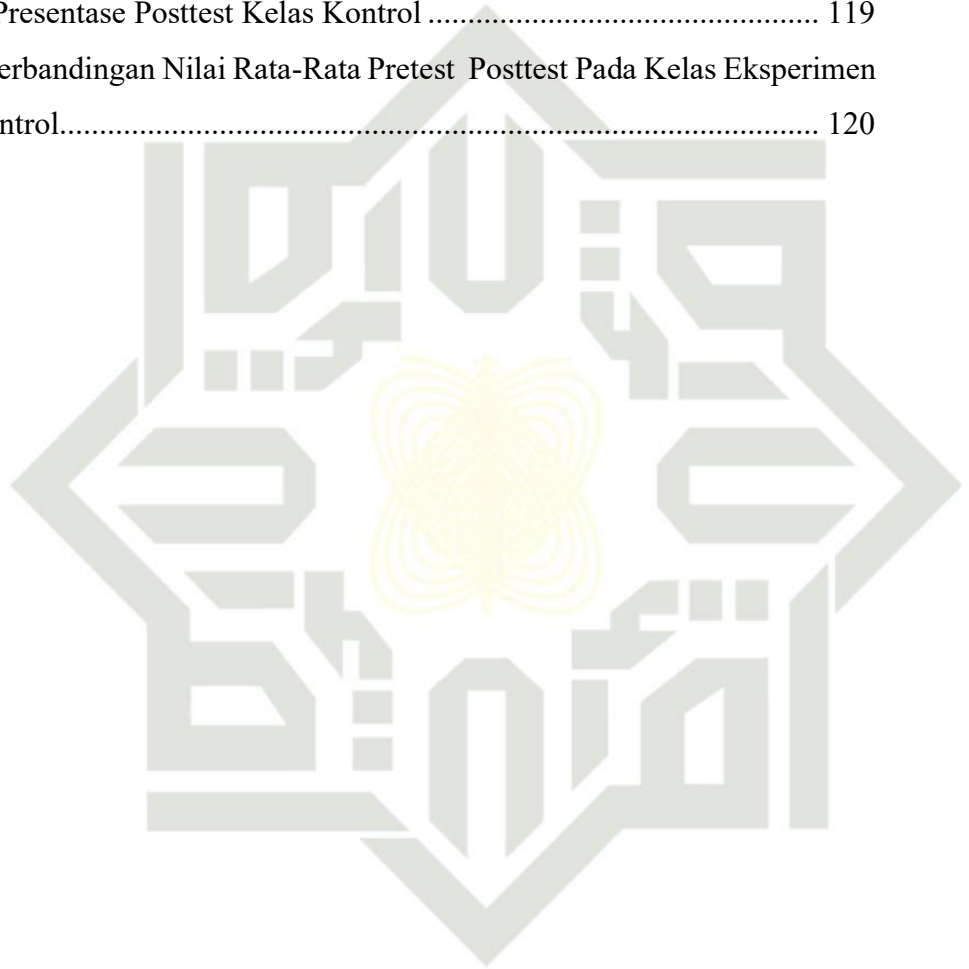 Presentase Posttest Kelas Kontrol ................................................ 119
erbandingan Nilai Rata-Rata Pretest Posttest Pada Kelas Eksperimen
ntrol............................................................................................. 120